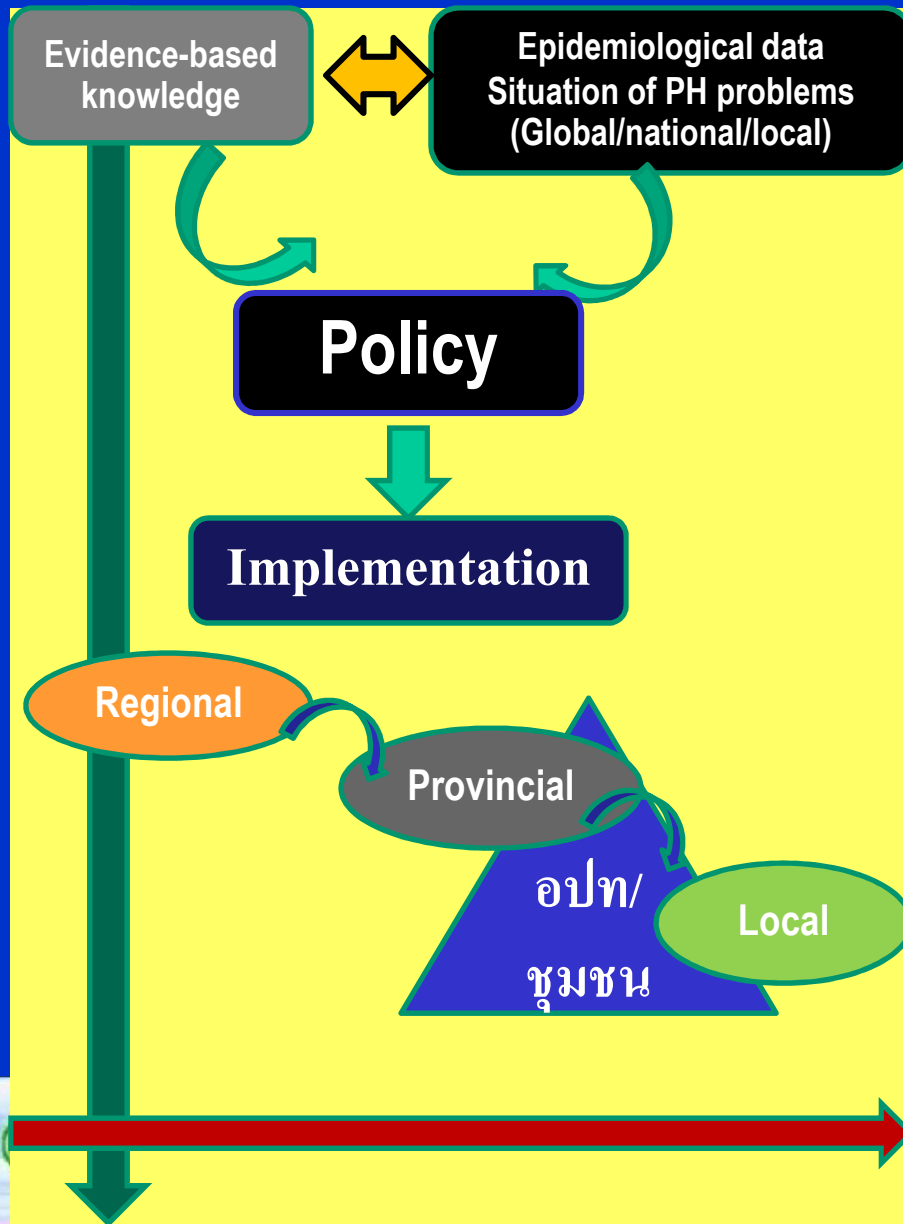 Evidence-based
knowledge
Epidemiological data
Situation of PH problems
(Global/national/local)
Policy
Implementation
Regional
Provincial
อปท/
ชุมชน
Local